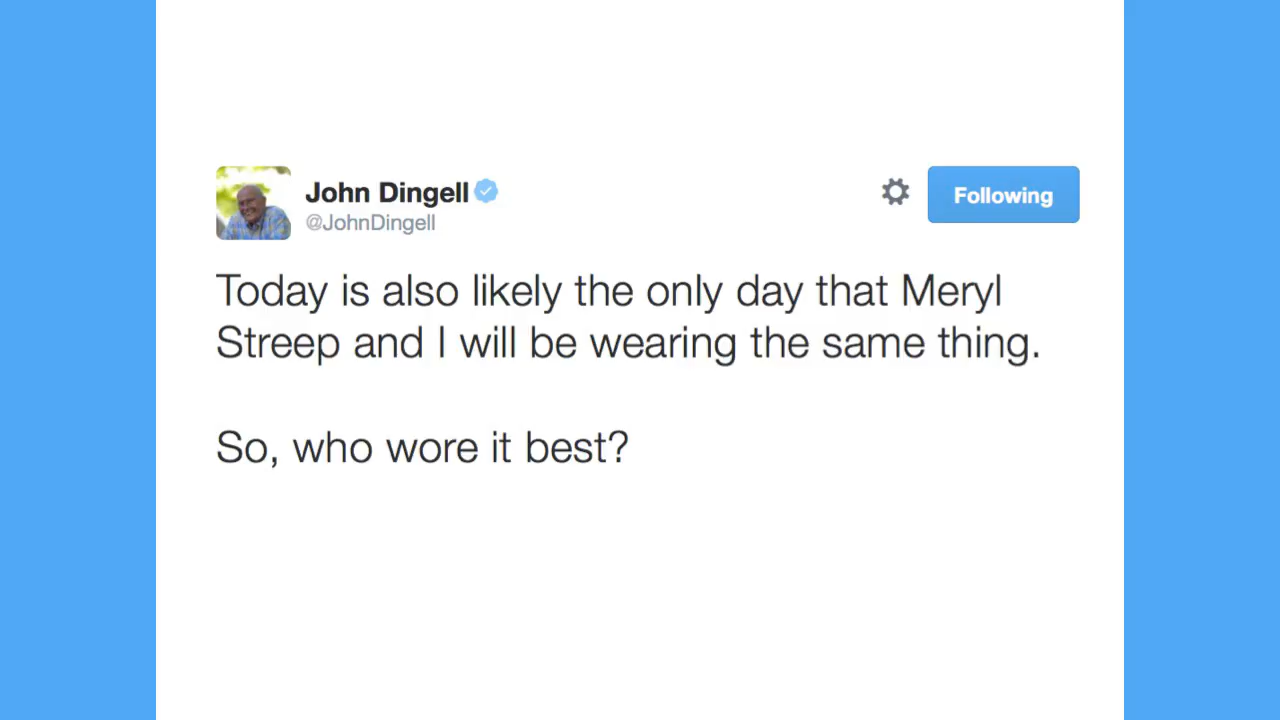 John Dingell
@JohnDingell
Following
Today is also likely the only day that Meryl
Streep and I will be wearing the same thing.
So, who wore it best?